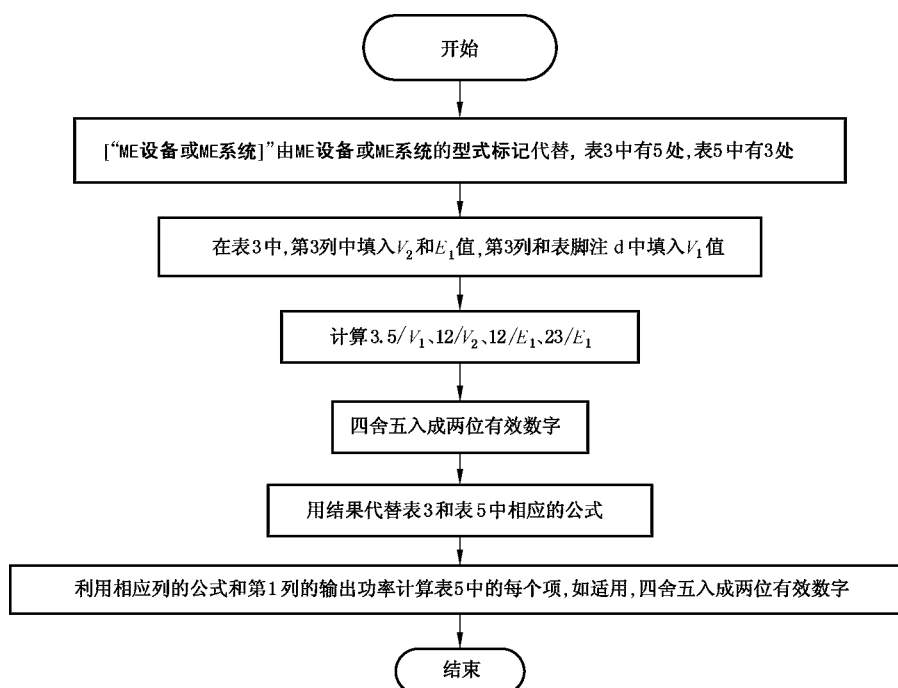 开始
[“ME设备或ME系统]”由ME设备或ME系统的型式标记代替, 表3中有5处,表5中有3处
在表3中,第3列中填入V₂和E₁值,第3列和表脚注 d 中填入V₁值
计算3.5/V₁、12/V₂、12/E₁、23/E₁
四舍五入成两位有效数字
用结果代替表3和表5中相应的公式
利用相应列的公式和第1列的输出功率计算表5中的每个项,如适用,四舍五入成两位有效数字
结束